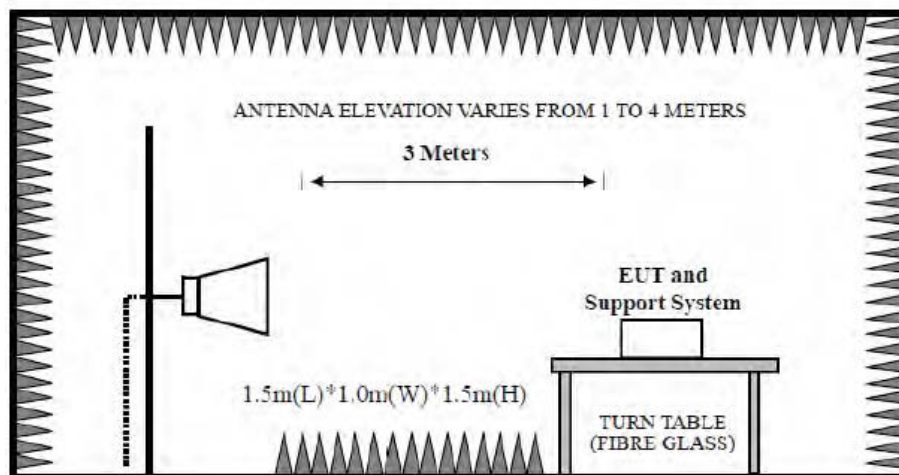 ANTENNA ELEVATION VARIES FROM 1 TO 4 METERS
3 Meters
EUT and
Support System
1.5m(L)*1.0m(W)*1.5m(H)
TURN TABLE
(FIBRE GLASS)